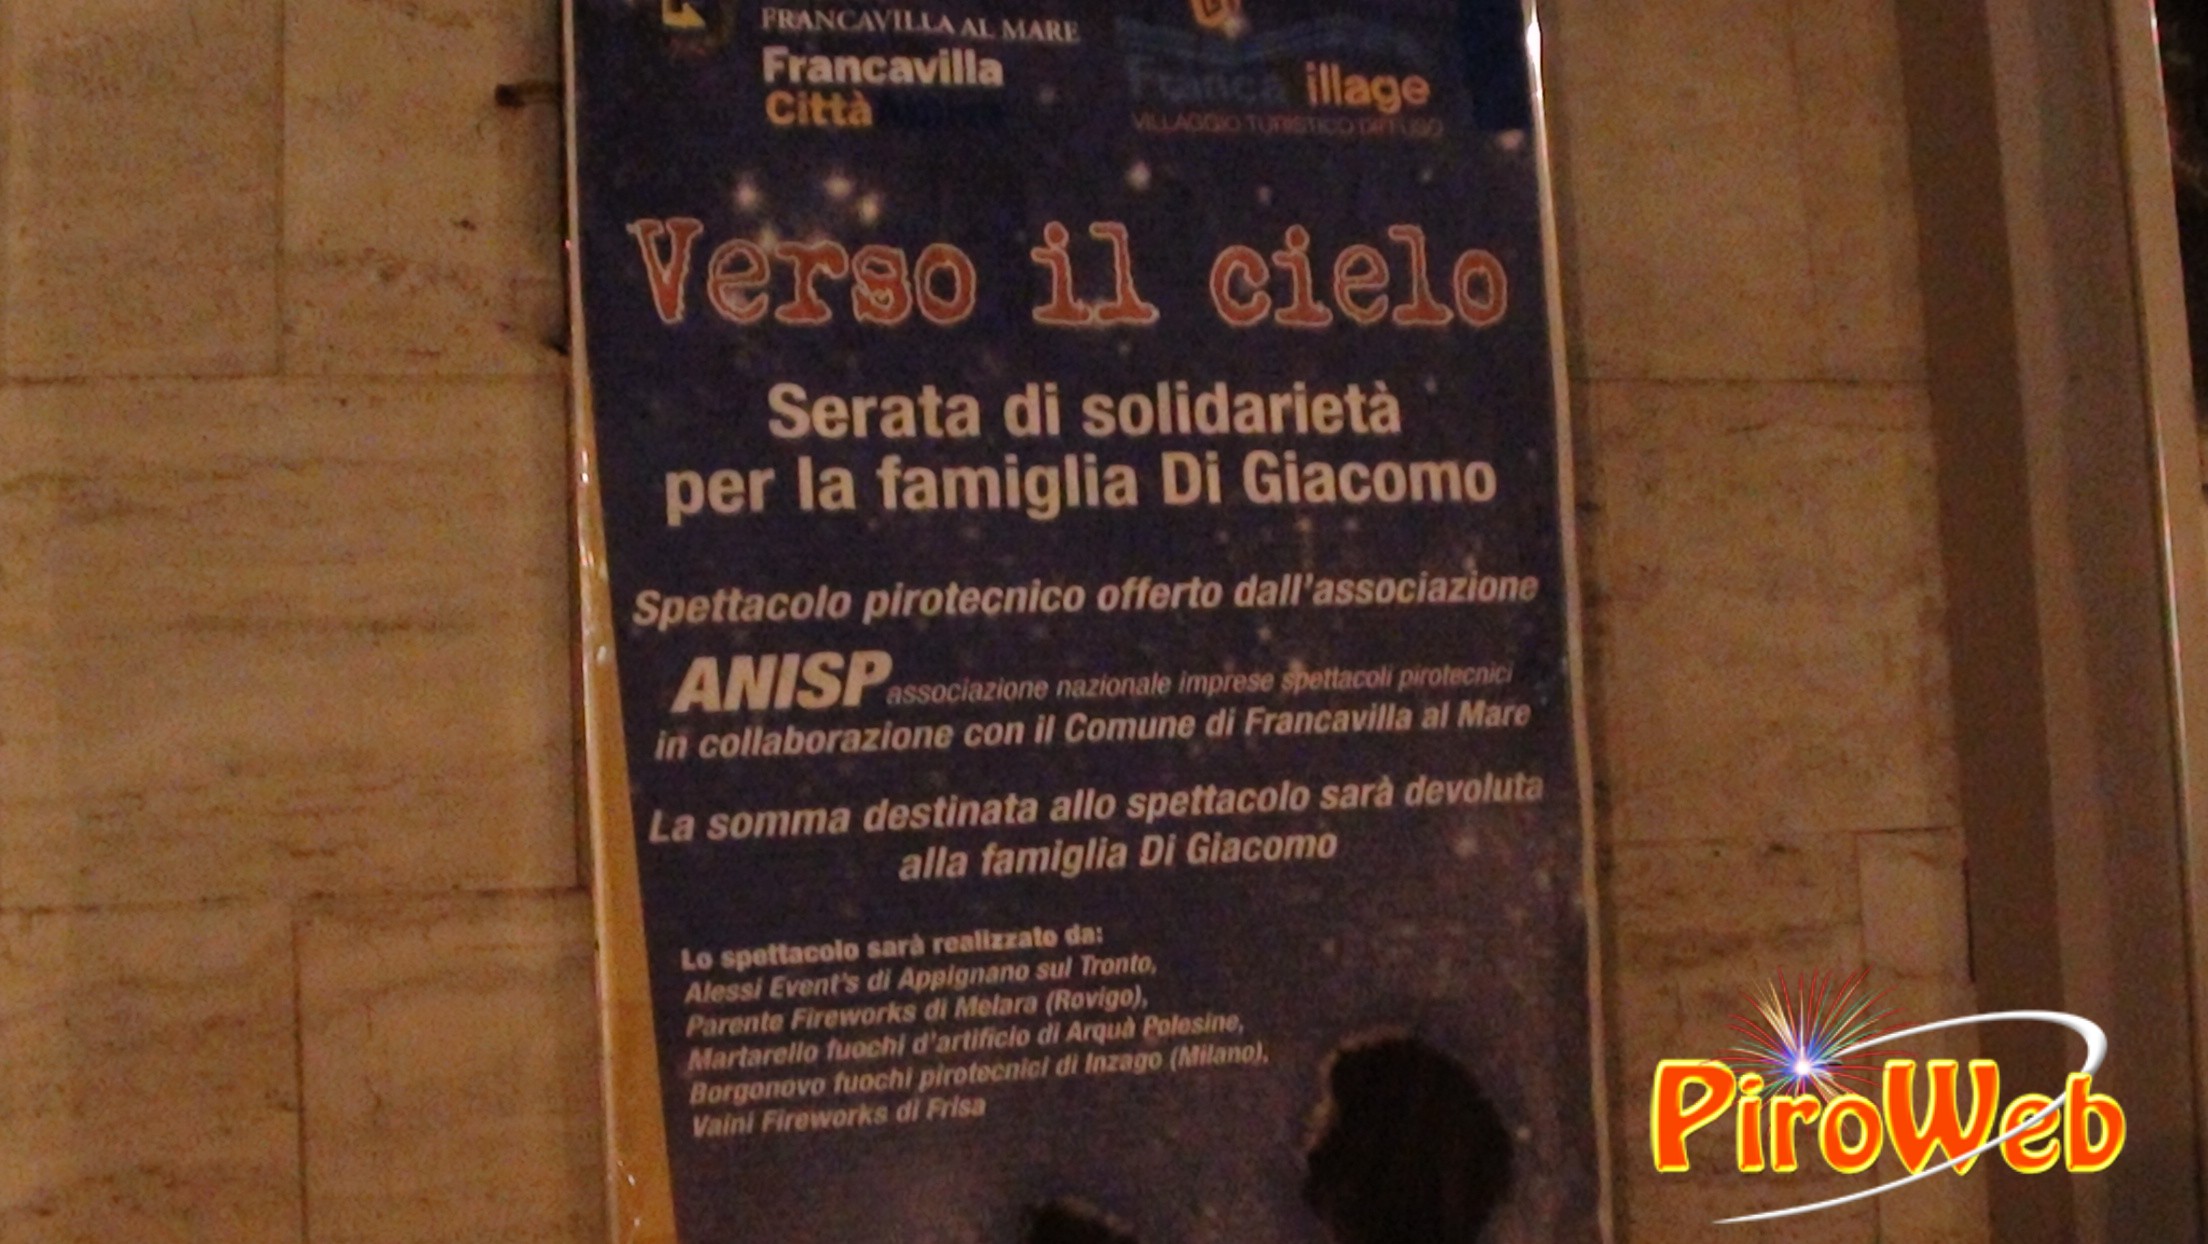 FRANCAVILLA AL MARE
Francavilla
Città
Franca illage
VILLAGGIO TURISTICO DIFFUSO
Verso il cielo
Serata di solidarietà
per la famiglia Di Giacomo
Spettacolo pirotecnico offerto dall'associazione
ANISP associazione nazionale imprese spettacoli pirotecnici
in collaborazione con il Comune di Francavilla al Mare
La somma destinata allo spettacolo sarà devoluta
alla famiglia Di Giacomo
Lo spettacolo sarà realizzato da:
Alessi Event's di Appignano sul Tronto,
Parente Fireworks di Melara (Rovigo),
Martarello fuochi d'artificio di Arquà Polesine,
Borgonovo fuochi pirotecnici di Inzago (Milano),
Vaini Fireworks di Frisa
PiroWeb